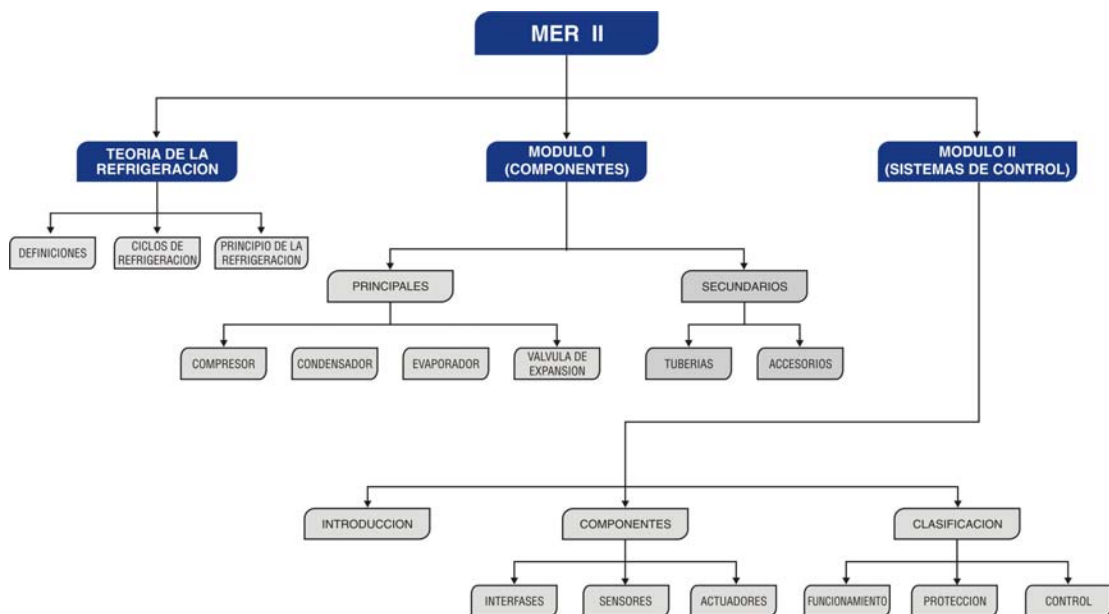 MER II
TEORIA DE LA
REFRIGERACION
MODULO I
(COMPONENTES)
MODULO II
(SISTEMAS DE CONTROL)
DEFINICIONES
CICLOS DE
REFRIGERACION
PRINCIPIO DE LA
REFRIGERACION
PRINCIPALES
SECUNDARIOS
COMPRESOR
CONDENSADOR
EVAPORADOR
VALVULA DE
EXPANSION
TUBERIAS
ACCESORIOS
INTRODUCCION
COMPONENTES
CLASIFICACION
INTERFASES
SENSORES
ACTUADORES
FUNCIONAMIENTO
PROTECCION
CONTROL